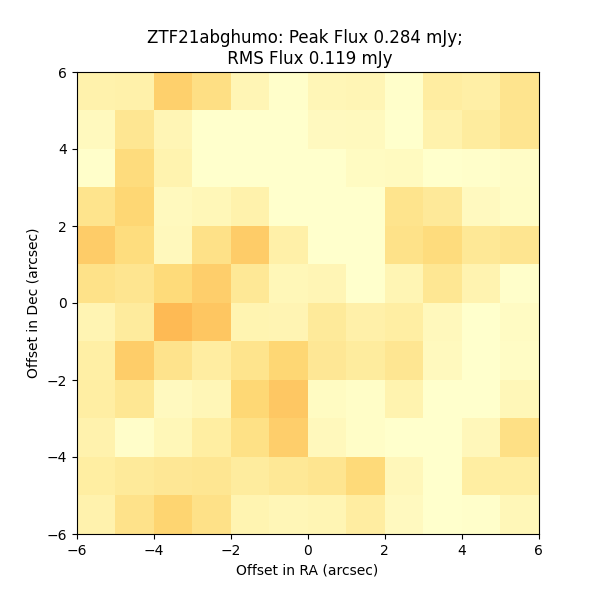 ZTF21abghumo: Peak Flux 0.284 mJy;
RMS Flux 0.119 mJy
6
4
2
0
−2
−4
−6
Offset in Dec (arcsec)
−6 −4 −2 0 2 4 6
Offset in RA (arcsec)